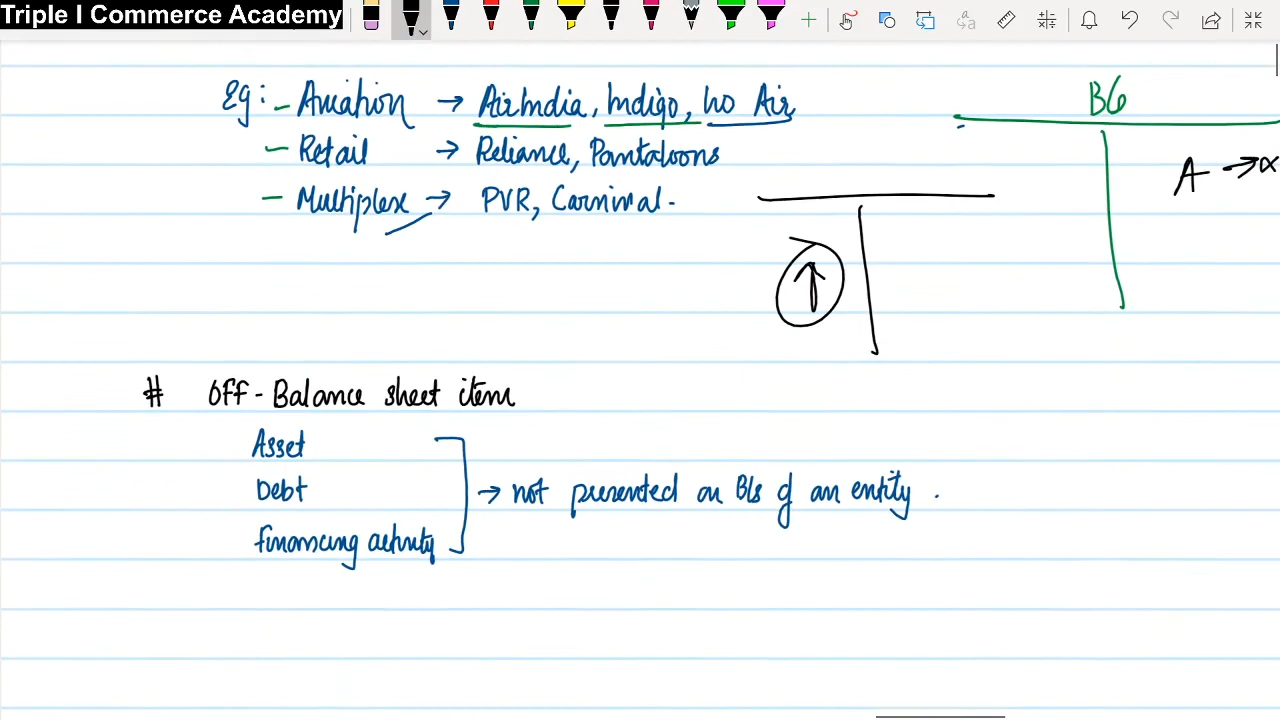 Triple I Commerce Academy
Eg: - Aviation → AirIndia, Indigo, Go Air
- Retail → Reliance, Pantaloons
- Multiplex → PVR, Carnival.
A → ∝
# Off-Balance sheet item
Asset
Debt
Financing activity
→ not presented on B/s of an entity.